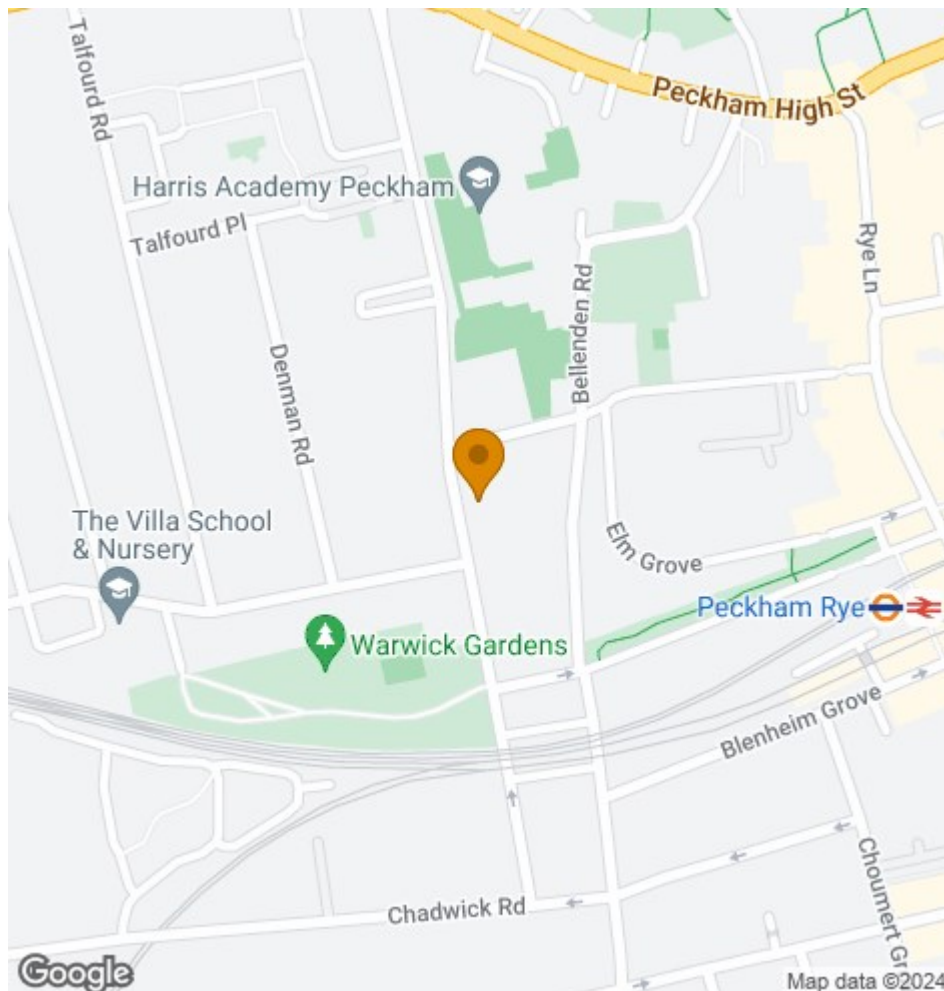 Talfourd Rd
Peckham High St
Harris Academy Peckham
Talfourd Pl
Rye Ln
Bellenden Rd
Denman Rd
The Villa School
& Nursery
Elm Grove
Peckham Rye
Warwick Gardens
Blenheim Grove
Choumert Gr
Chadwick Rd
Google
Map data ©2024